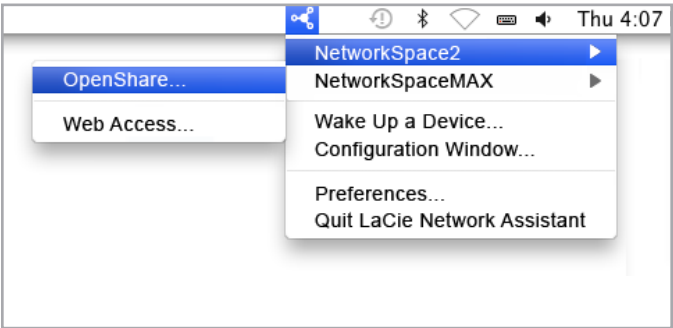 Thu 4:07
NetworkSpace2
NetworkSpaceMAX
Wake Up a Device...
Configuration Window...
Preferences...
Quit LaCie Network Assistant
OpenShare...
Web Access...